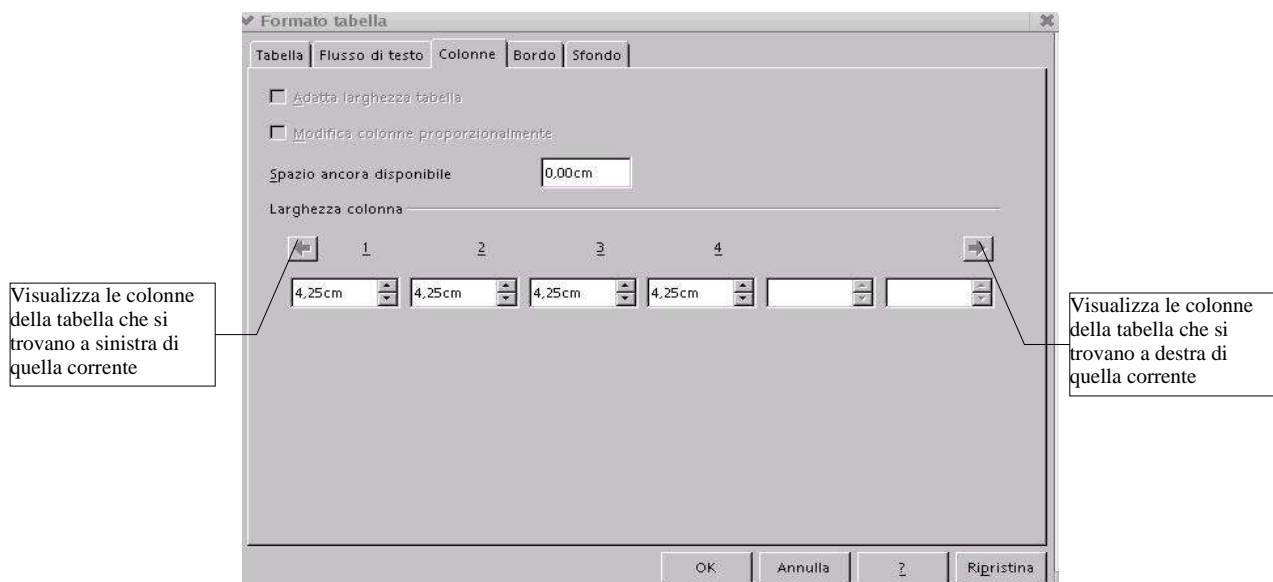 Formato tabella
Tabella Flusso di testo Colonne Bordo Sfondo
Adatta larghezza tabella
Modifica colonne proporzionalmente
Spazio ancora disponibile 0,00cm
Larghezza colonna
1 2 3 4
4,25cm 4,25cm 4,25cm 4,25cm
Visualizza le colonne
della tabella che si
trovano a sinistra di
quella corrente
Visualizza le colonne
della tabella che si
trovano a destra di
quella corrente
OK Annulla ? Ripristina